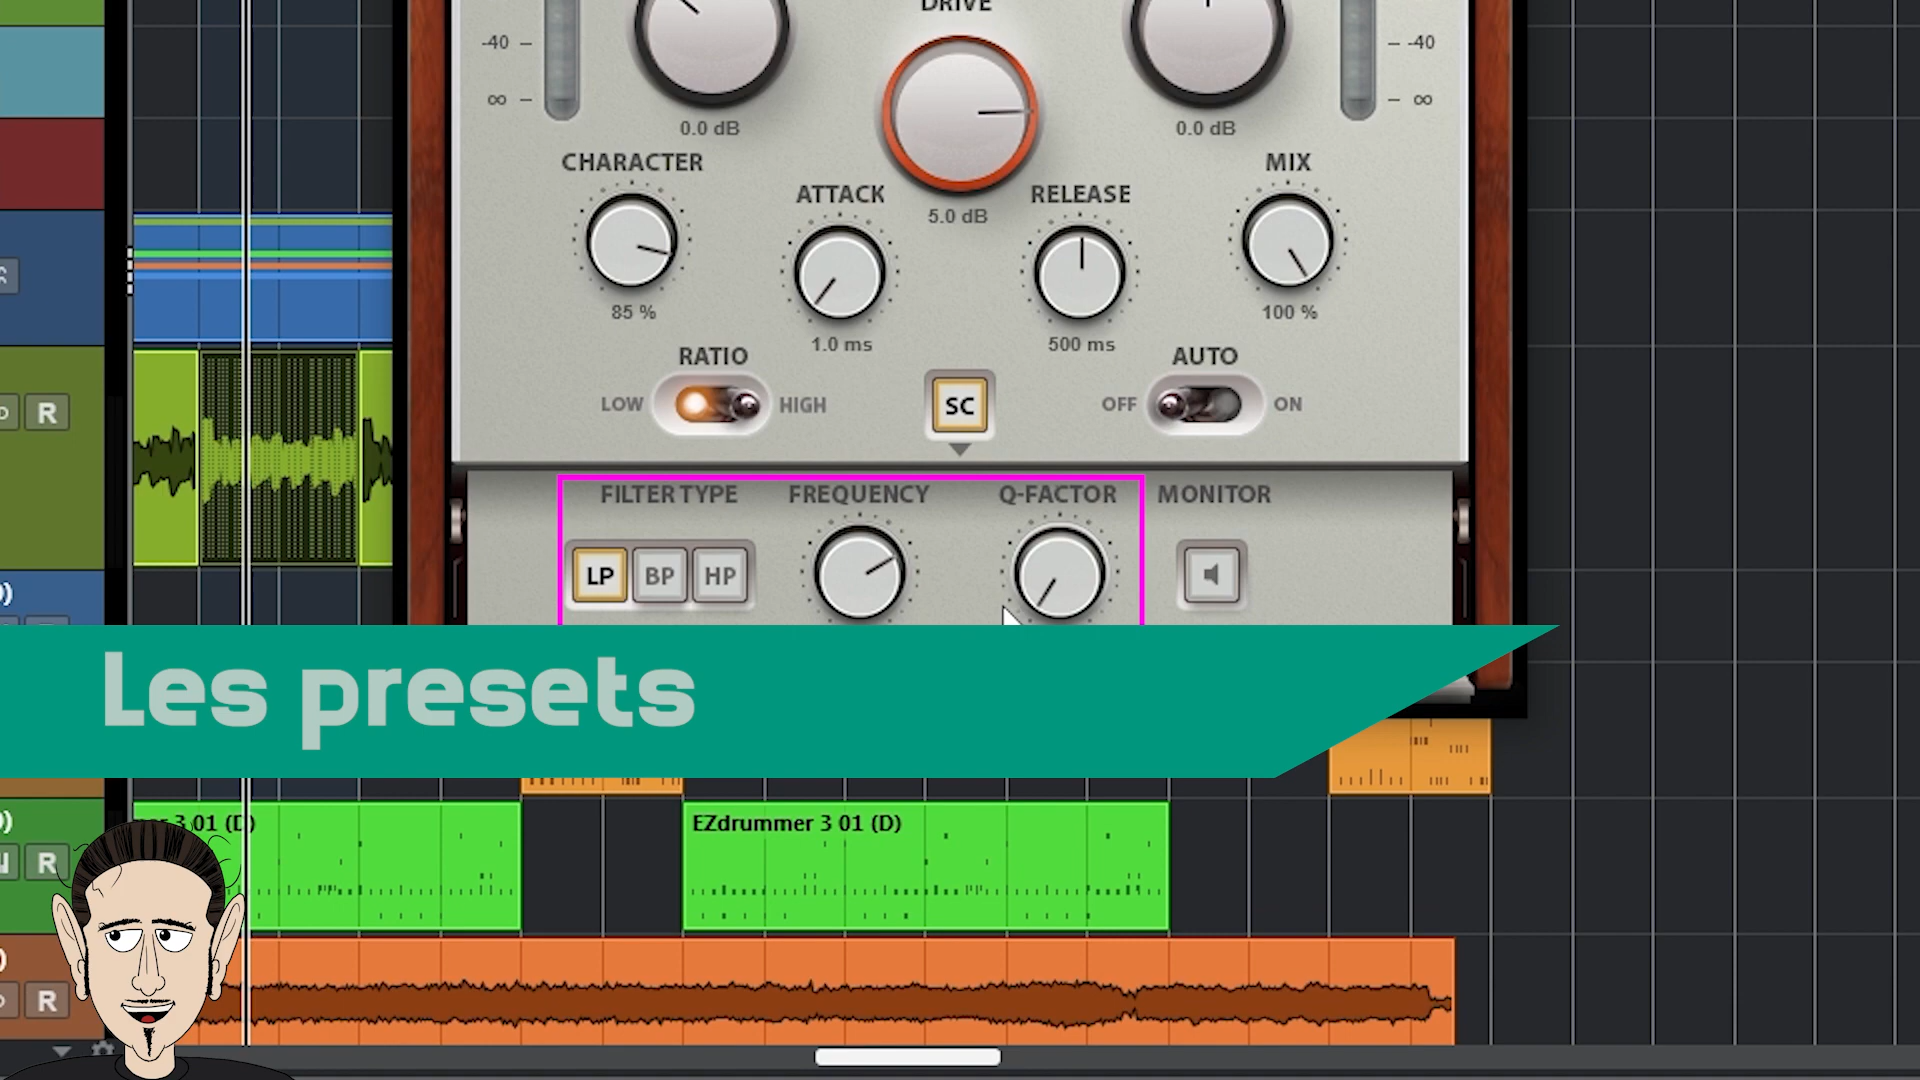 DRIVE
-40
-40
∞
∞
0.0 dB
0.0 dB
CHARACTER
MIX
ATTACK
RELEASE
5.0 dB
85 %
100 %
1.0 ms
500 ms
RATIO
AUTO
LOW
HIGH
SC
OFF
ON
R
FILTER TYPE
FREQUENCY
Q-FACTOR
MONITOR
LP
BP
HP
Les presets
3 01 (D)
EZdrummer 3 01 (D)
R
R